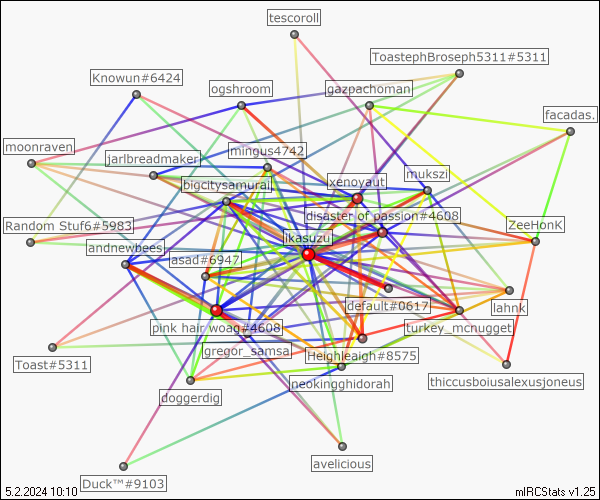 tescoroll
ToastephBroseph5311#5311
Knowun#6424
ogshroom
gazpachoman
facadas.
moonraven
jarlbreadmaker
mingus4742
mukszi
bigcitysamurai
xenoyaut
Random Stuf6#5983
disaster of passion#4608
ZeeHonK
andnewbees
ikasuzu
asad#6947
default#0617
lahnk
pink hair woag#4608
turkey_mcnugget
gregor_samsa
Heighleaigh#8575
Toast#5311
neokingghidorah
thiccusboiusalexusjoneus
doggerdig
avelicious
Duck™#9103
5.2.2024 10:10
mIRCStats v1.25